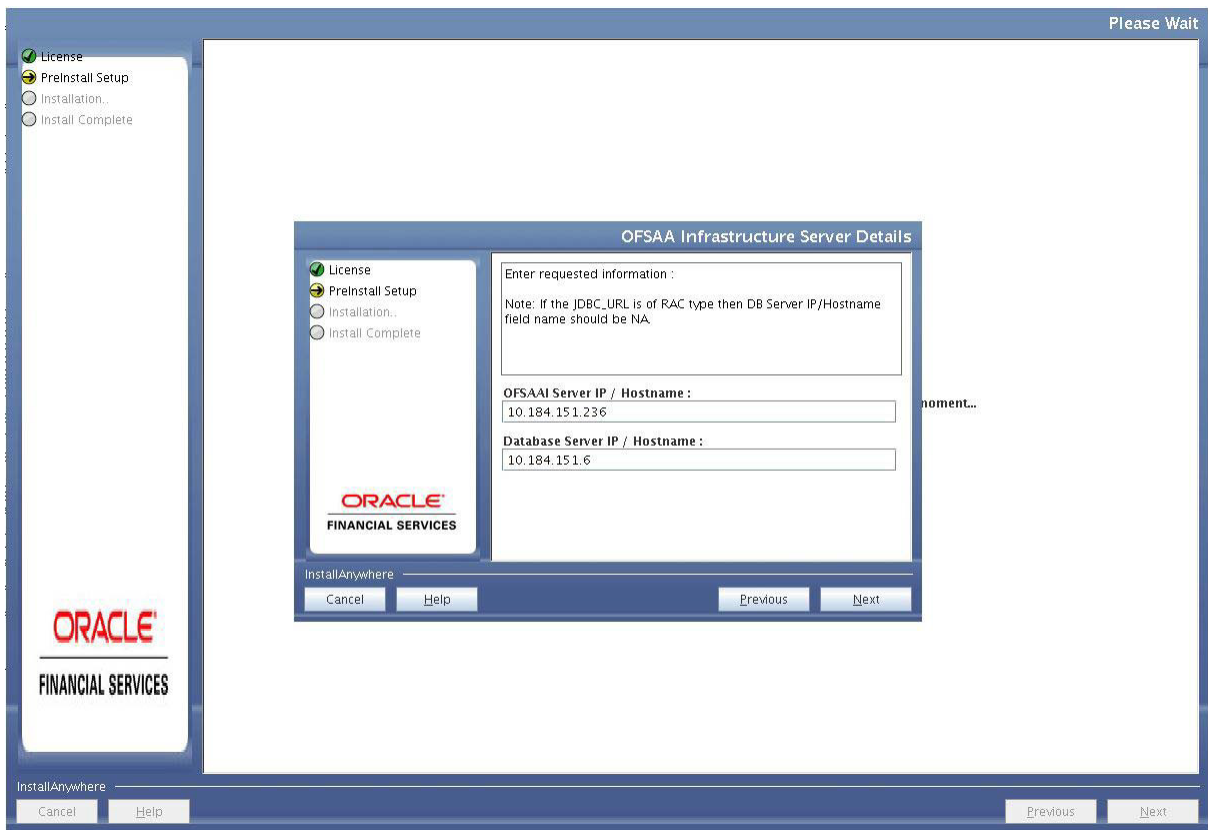 Please Wait
License
PreInstall Setup
Installation..
Install Complete
OFSAA Infrastructure Server Details
License
PreInstall Setup
Installation..
Install Complete
Enter requested information :
Note: If the JDBC_URL is of RAC type then DB Server IP/Hostname
field name should be NA.
OFSAAI Server IP / Hostname :
10.184.151.236
Database Server IP / Hostname :
10.184.151.6
ORACLE
FINANCIAL SERVICES
InstallAnywhere
Cancel
Help
Previous
Next
moment...
ORACLE
FINANCIAL SERVICES
InstallAnywhere
Cancel
Help
Previous
Next